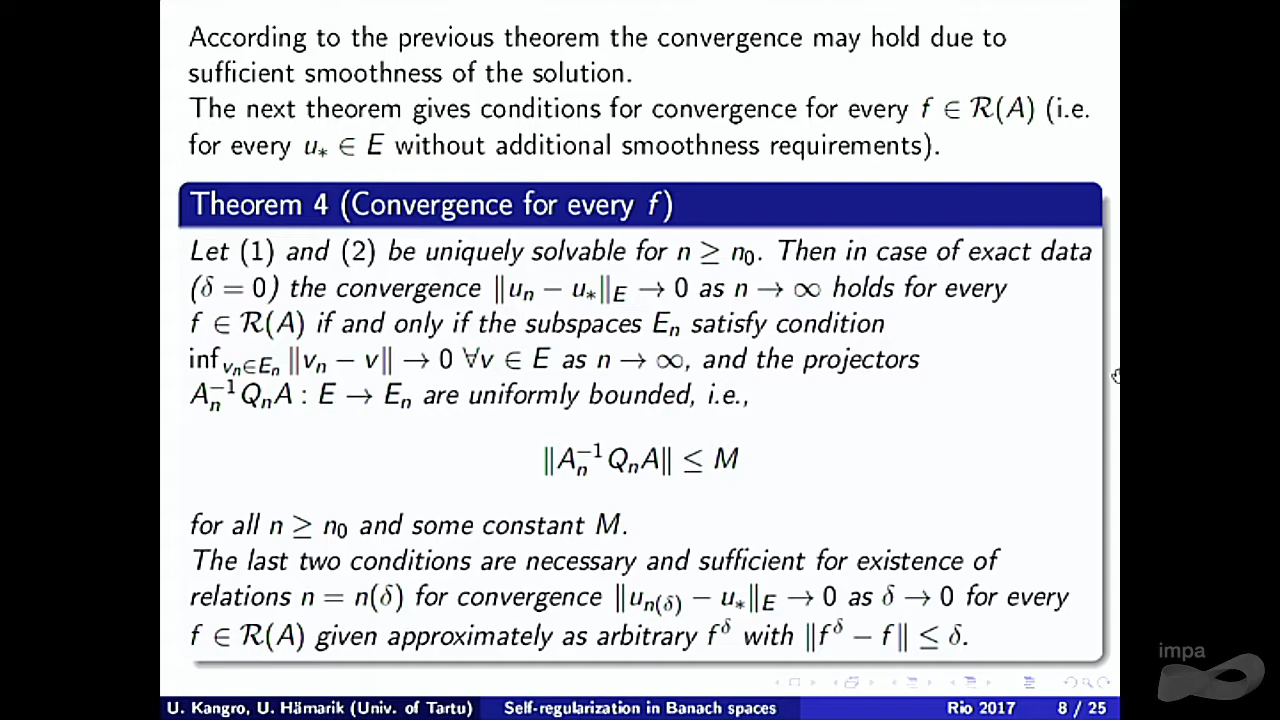 According to the previous theorem the convergence may hold due to
sufficient smoothness of the solution.
The next theorem gives conditions for convergence for every f ∈ R(A) (i.e.
for every u∗ ∈ E without additional smoothness requirements).
Theorem 4 (Convergence for every f)
Let (1) and (2) be uniquely solvable for n ≥ n₀. Then in case of exact data
(δ = 0) the convergence ‖uₙ − u∗‖_E → 0 as n → ∞ holds for every
f ∈ R(A) if and only if the subspaces Eₙ satisfy condition
inf_{vₙ∈Eₙ} ‖vₙ − v‖ → 0 ∀v ∈ E as n → ∞, and the projectors
Aₙ⁻¹QₙA : E → Eₙ are uniformly bounded, i.e.,
‖Aₙ⁻¹QₙA‖ ≤ M
for all n ≥ n₀ and some constant M.
The last two conditions are necessary and sufficient for existence of
relations n = n(δ) for convergence ‖u_{n(δ)} − u∗‖_E → 0 as δ → 0 for every
f ∈ R(A) given approximately as arbitrary f^δ with ‖f^δ − f‖ ≤ δ.
impa
U. Kangro, U. Hämarik (Univ. of Tartu) Self-regularization in Banach spaces Rio 2017 8 / 25